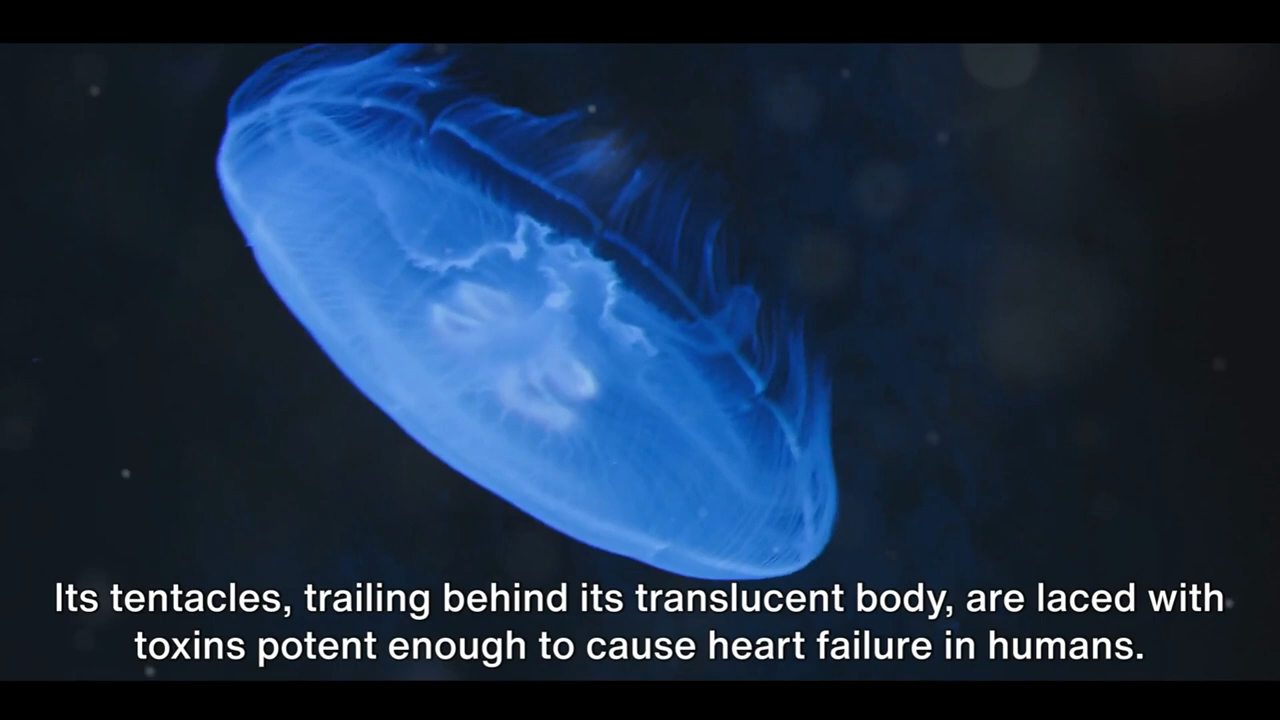 Its tentacles, trailing behind its translucent body, are laced with
toxins potent enough to cause heart failure in humans.